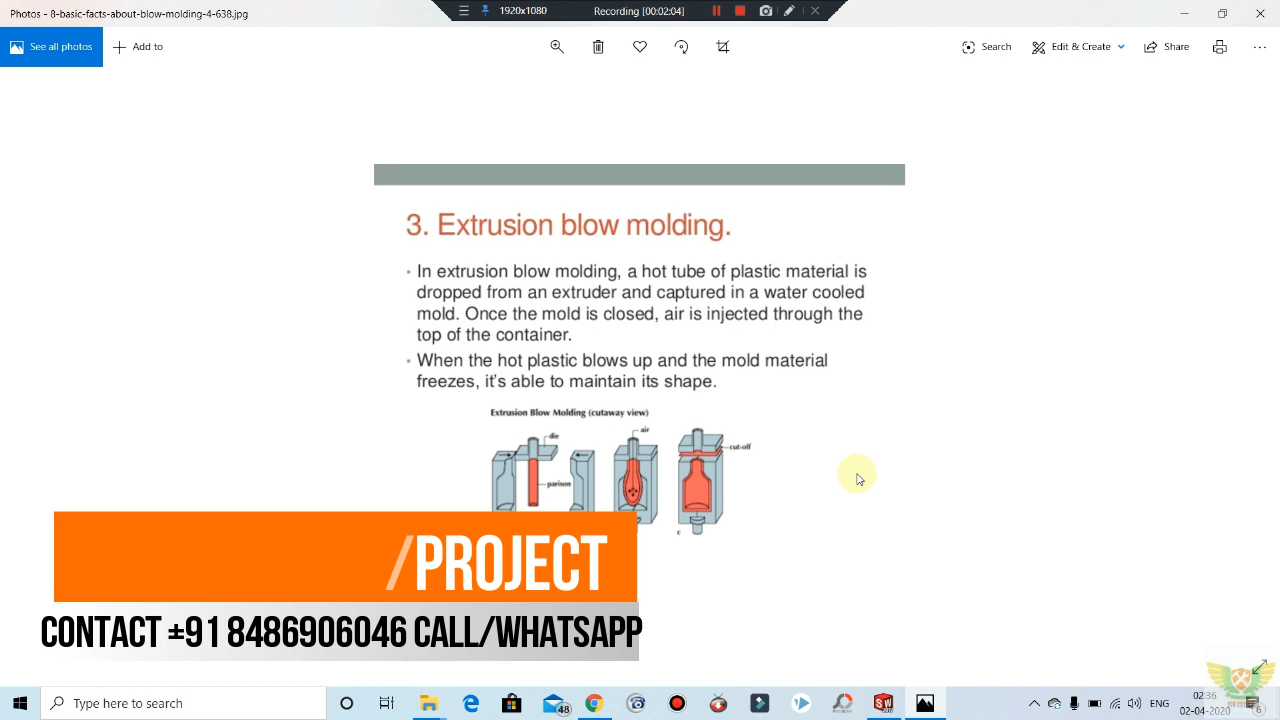 Photos - 8-basic-facts-about-blow-molding-4-638.jpg
1920x1080
Recording [00:02:04]
See all photos
Add to
Search
Edit & Create
Share
3. Extrusion blow molding.
• In extrusion blow molding, a hot tube of plastic material is
dropped from an extruder and captured in a water cooled
mold. Once the mold is closed, air is injected through the
top of the container.
• When the hot plastic blows up and the mold material
freezes, it's able to maintain its shape.
Extrusion Blow Molding (cutaway view)
die
air
cut-off
parison
c
/PROJECT
CONTACT +91 8486906046 CALL/WHATSAPP
Type here to search
48
ENG